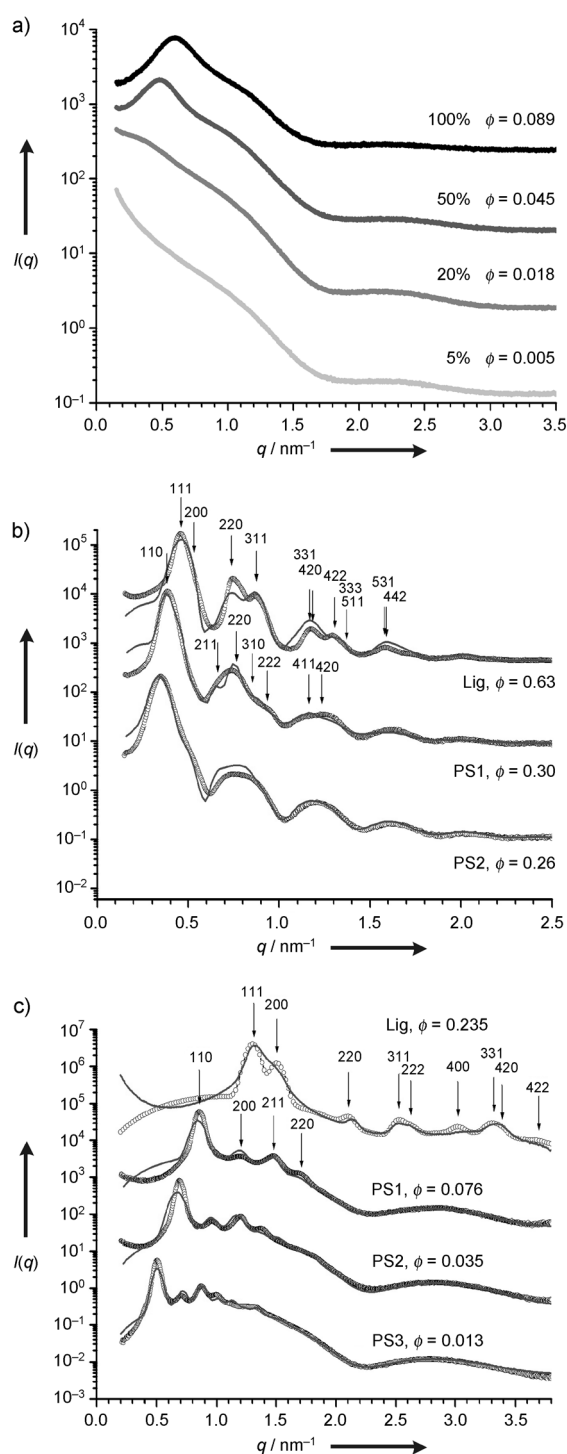 a)
10^4
10^3
10^2
10^1
10^0
10^−1
I(q)
100% ϕ = 0.089
50% ϕ = 0.045
20% ϕ = 0.018
5% ϕ = 0.005
0.0 0.5 1.0 1.5 2.0 2.5 3.0 3.5
q / nm^−1
b)
111
200
110
220
311
331
420
422
333
511
531
442
10^5
10^4
10^3
10^2
10^1
10^0
10^−1
10^−2
I(q)
211
220
310
222
411 420
Lig, ϕ = 0.63
PS1, ϕ = 0.30
PS2, ϕ = 0.26
0.0 0.5 1.0 1.5 2.0 2.5
q / nm^−1
c)
111
200
Lig, ϕ = 0.235
110
220
311
222
400
331
420
422
10^7
10^6
10^5
10^4
10^3
10^2
10^1
10^0
10^−1
10^−2
10^−3
I(q)
200
211
220
PS1, ϕ = 0.076
PS2, ϕ = 0.035
PS3, ϕ = 0.013
0.0 0.5 1.0 1.5 2.0 2.5 3.0 3.5
q / nm^−1